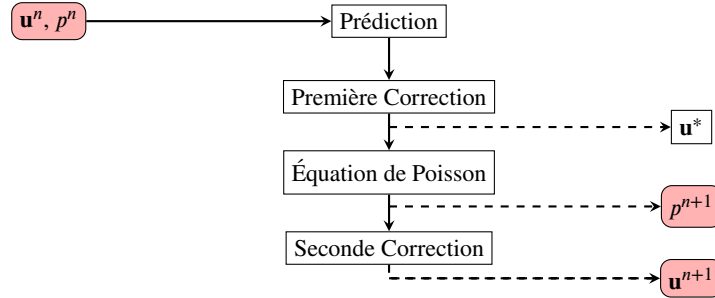 uⁿ, pⁿ
Prédiction
Première Correction
u*
Équation de Poisson
pⁿ⁺¹
Seconde Correction
uⁿ⁺¹